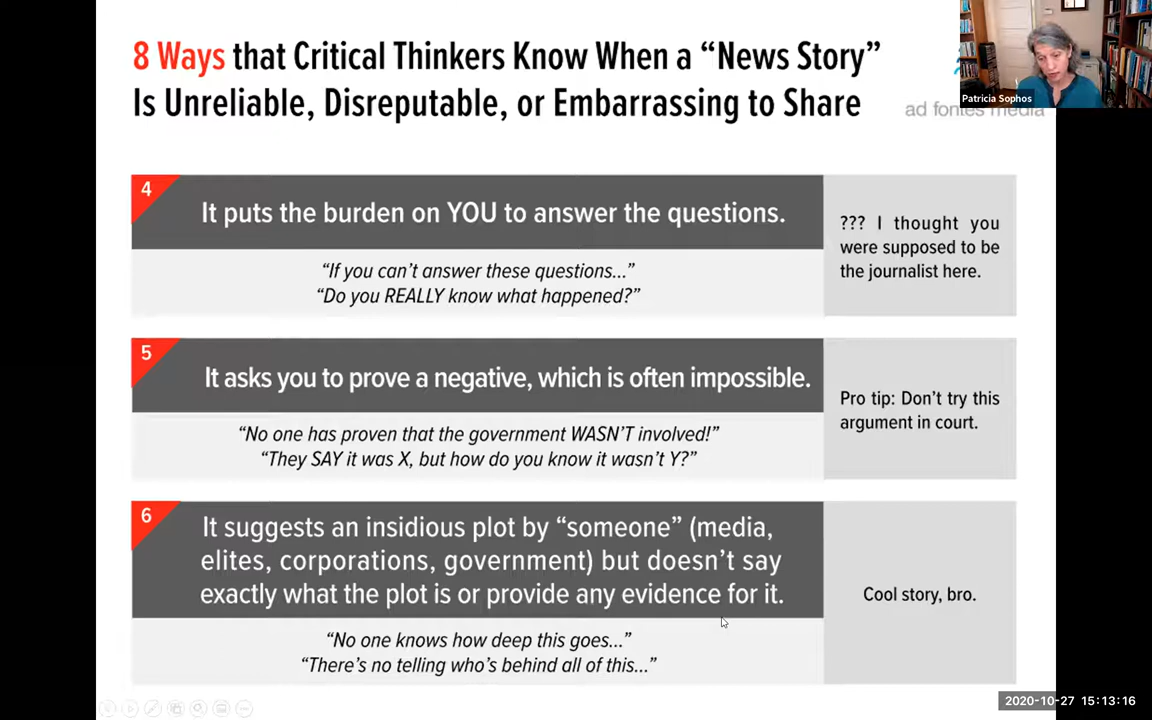 8 Ways that Critical Thinkers Know When a “News Story”
Is Unreliable, Disreputable, or Embarrassing to Share
Patricia Sophos
ad fontes media
4
It puts the burden on YOU to answer the questions.
“If you can’t answer these questions...”
“Do you REALLY know what happened?”
??? I thought you
were supposed to be
the journalist here.
5
It asks you to prove a negative, which is often impossible.
“No one has proven that the government WASN’T involved!”
“They SAY it was X, but how do you know it wasn’t Y?”
Pro tip: Don’t try this
argument in court.
6
It suggests an insidious plot by “someone” (media,
elites, corporations, government) but doesn’t say
exactly what the plot is or provide any evidence for it.
“No one knows how deep this goes...”
“There’s no telling who’s behind all of this...”
Cool story, bro.
2020-10-27 15:13:16